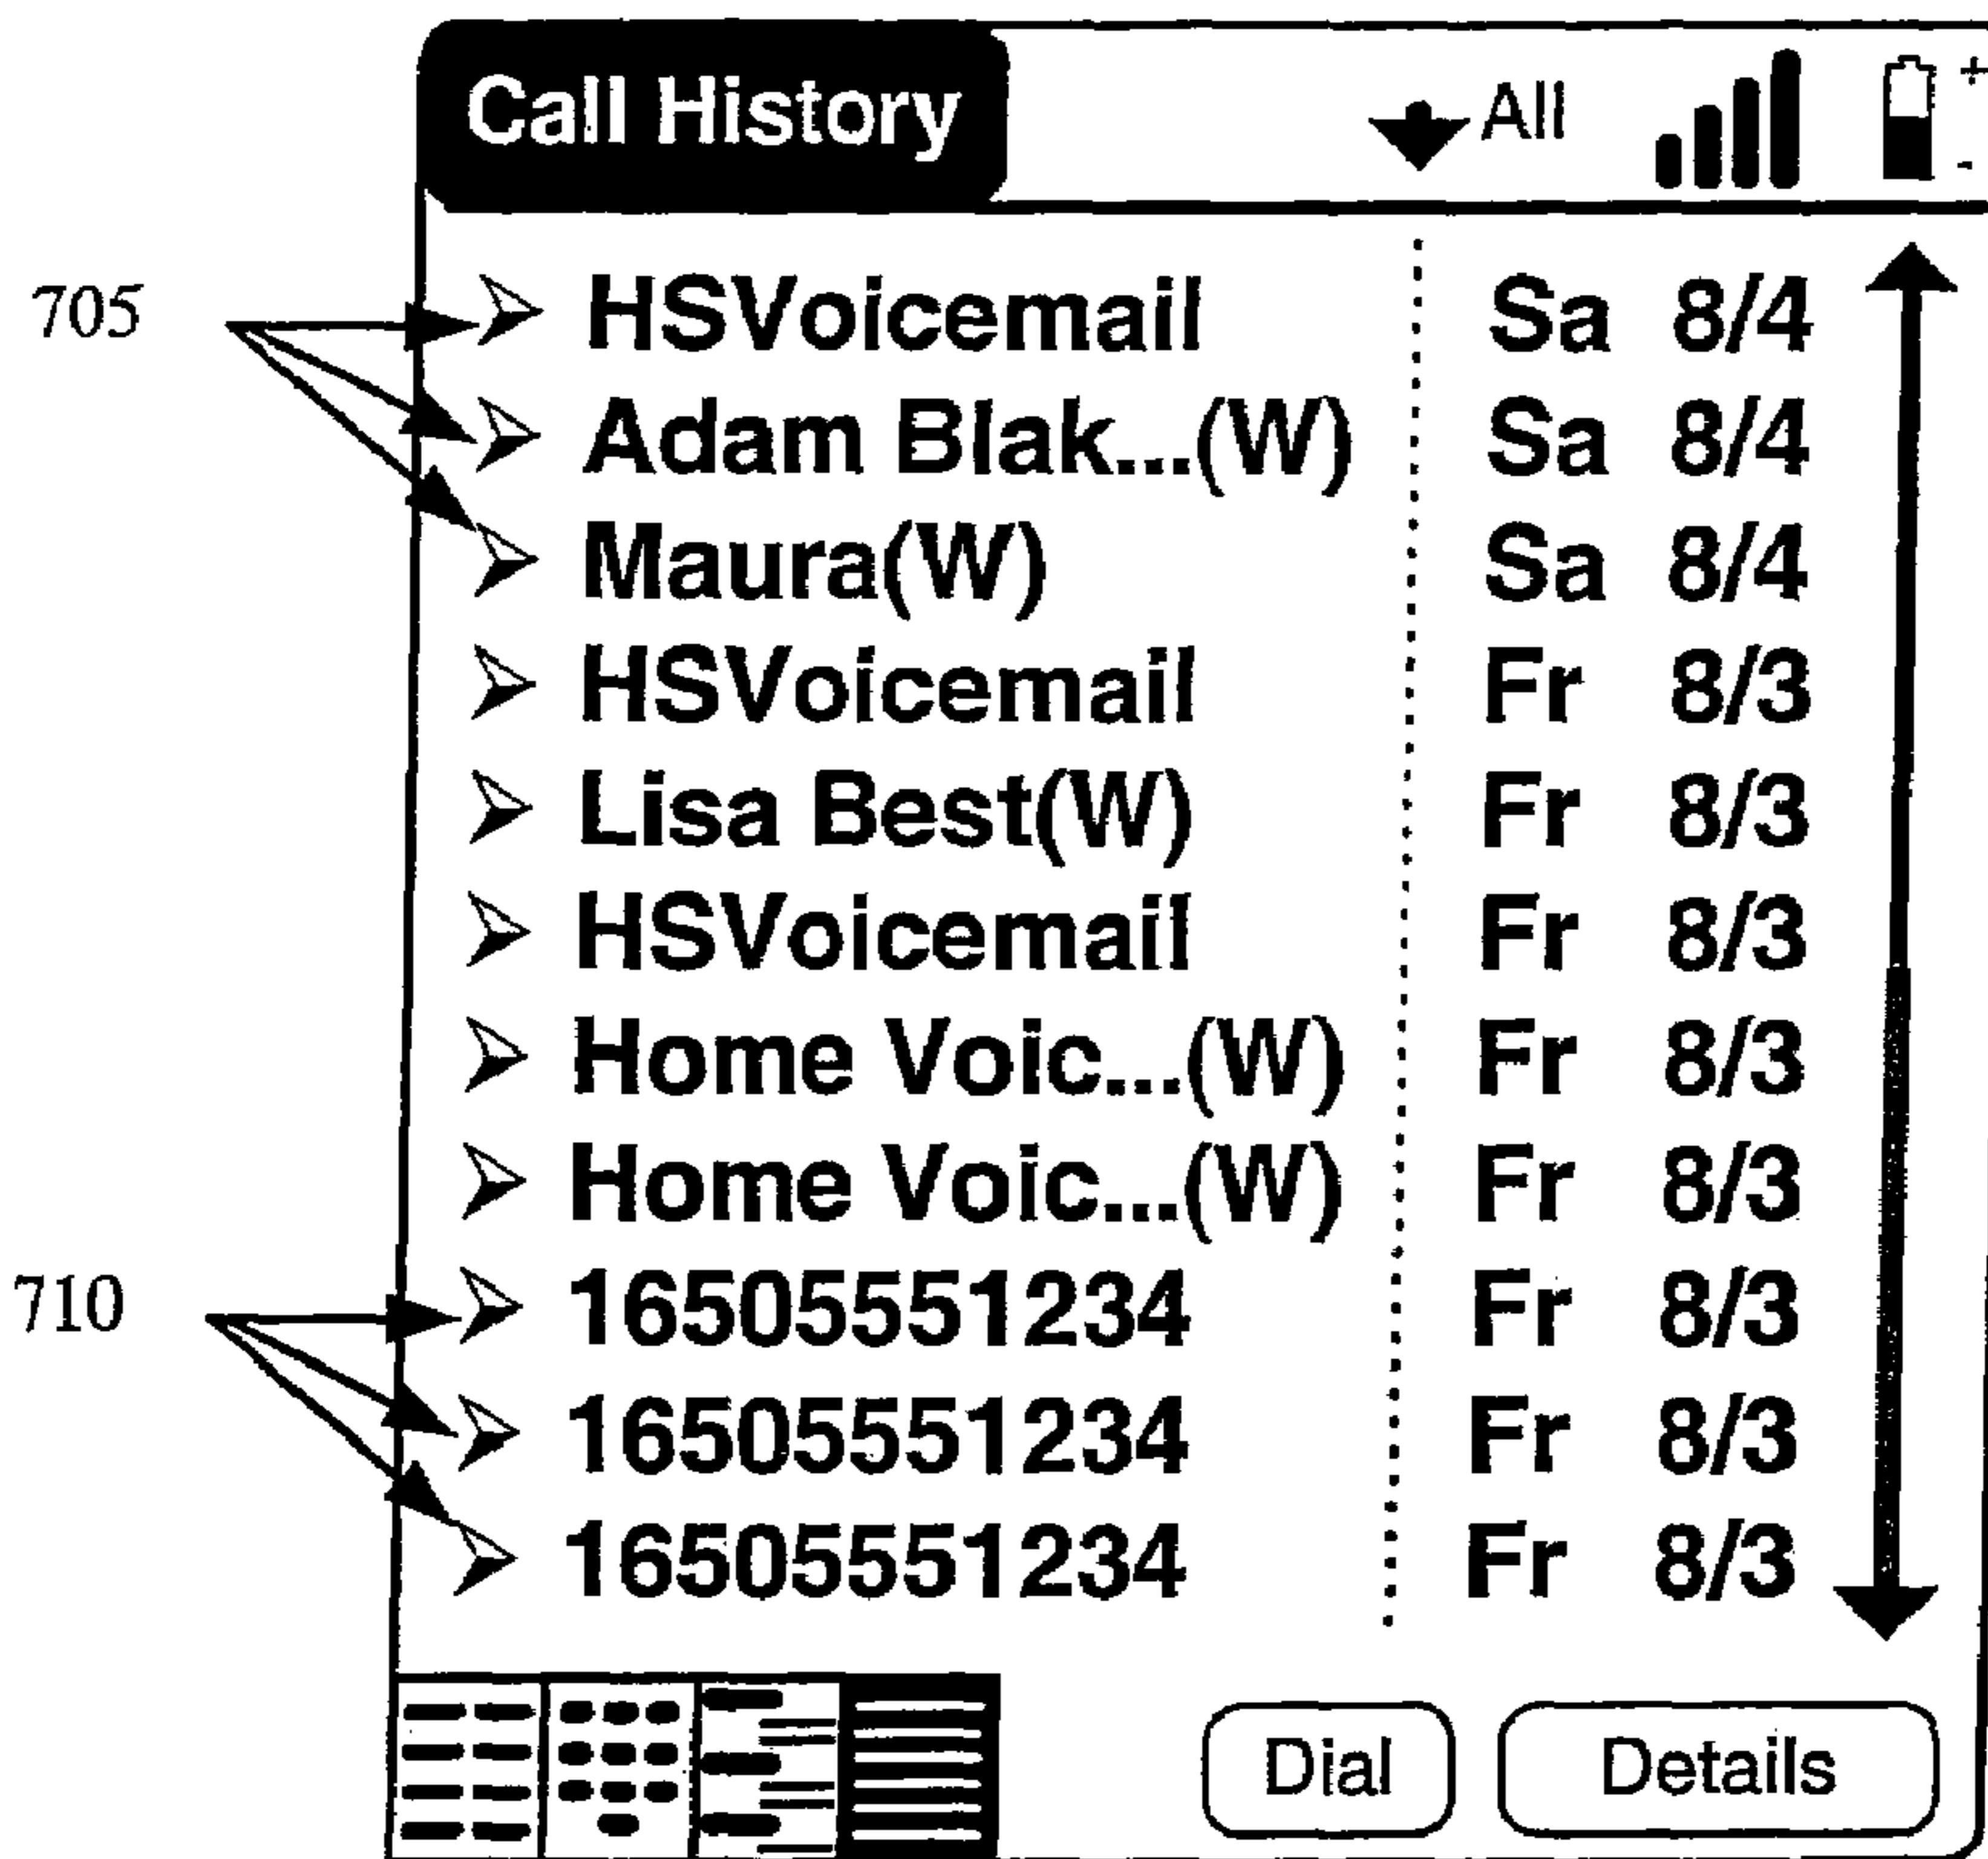 Call History All
705 HSVoicemail Sa 8/4
Adam Blak...(W) Sa 8/4
Maura(W) Sa 8/4
HSVoicemail Fr 8/3
Lisa Best(W) Fr 8/3
HSVoicemail Fr 8/3
Home Voic...(W) Fr 8/3
Home Voic...(W) Fr 8/3
710 16505551234 Fr 8/3
16505551234 Fr 8/3
16505551234 Fr 8/3
Dial Details